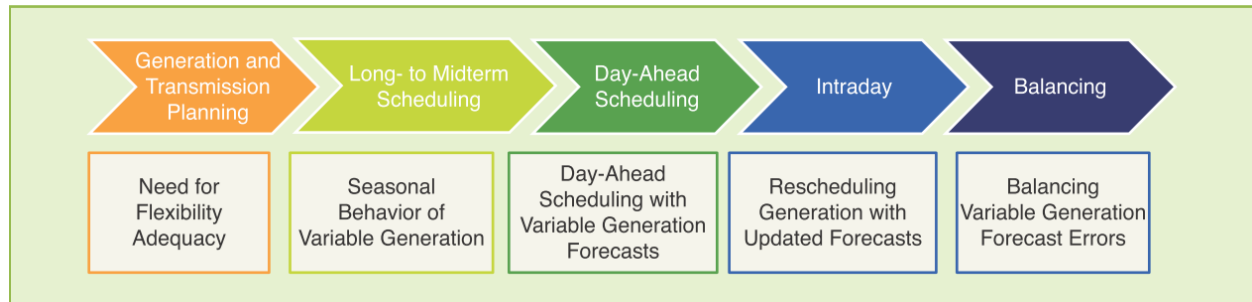 Generation and
Transmission
Planning
Long- to Midterm
Scheduling
Day-Ahead
Scheduling
Intraday
Balancing
Need for
Flexibility
Adequacy
Seasonal
Behavior of
Variable Generation
Day-Ahead
Scheduling with
Variable Generation
Forecasts
Rescheduling
Generation with
Updated Forecasts
Balancing
Variable Generation
Forecast Errors